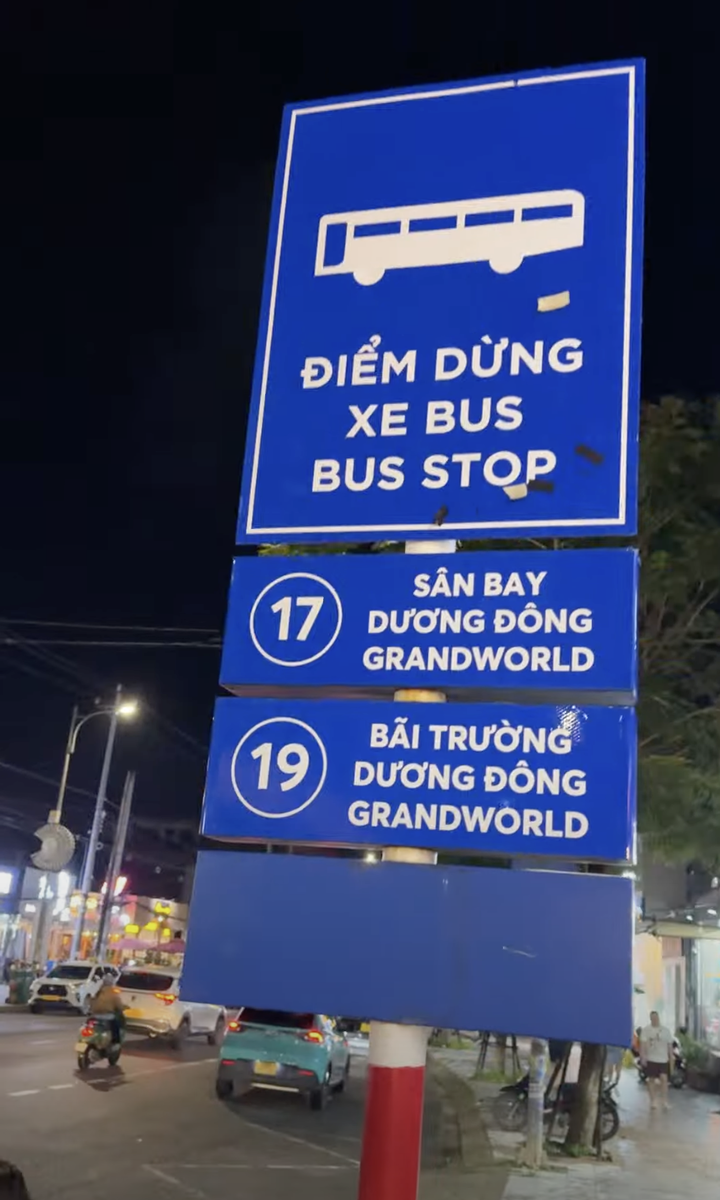 ĐIỂM DỪNG
XE BUS
BUS STOP
17
SÂN BAY
DƯƠNG ĐÔNG
GRANDWORLD
19
BÃI TRƯỜNG
DƯƠNG ĐÔNG
GRANDWORLD